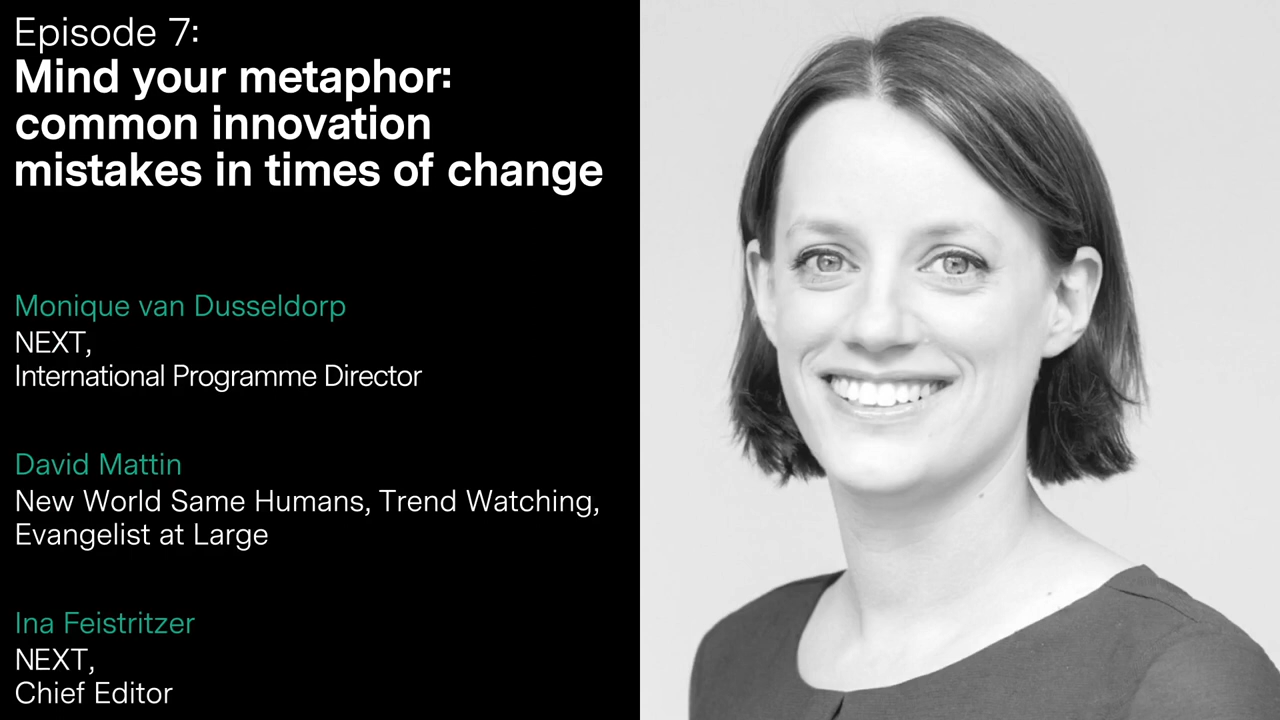 Episode 7:
Mind your metaphor:
common innovation
mistakes in times of change
Monique van Dusseldorp
NEXT,
International Programme Director
David Mattin
New World Same Humans, Trend Watching,
Evangelist at Large
Ina Feistritzer
NEXT,
Chief Editor